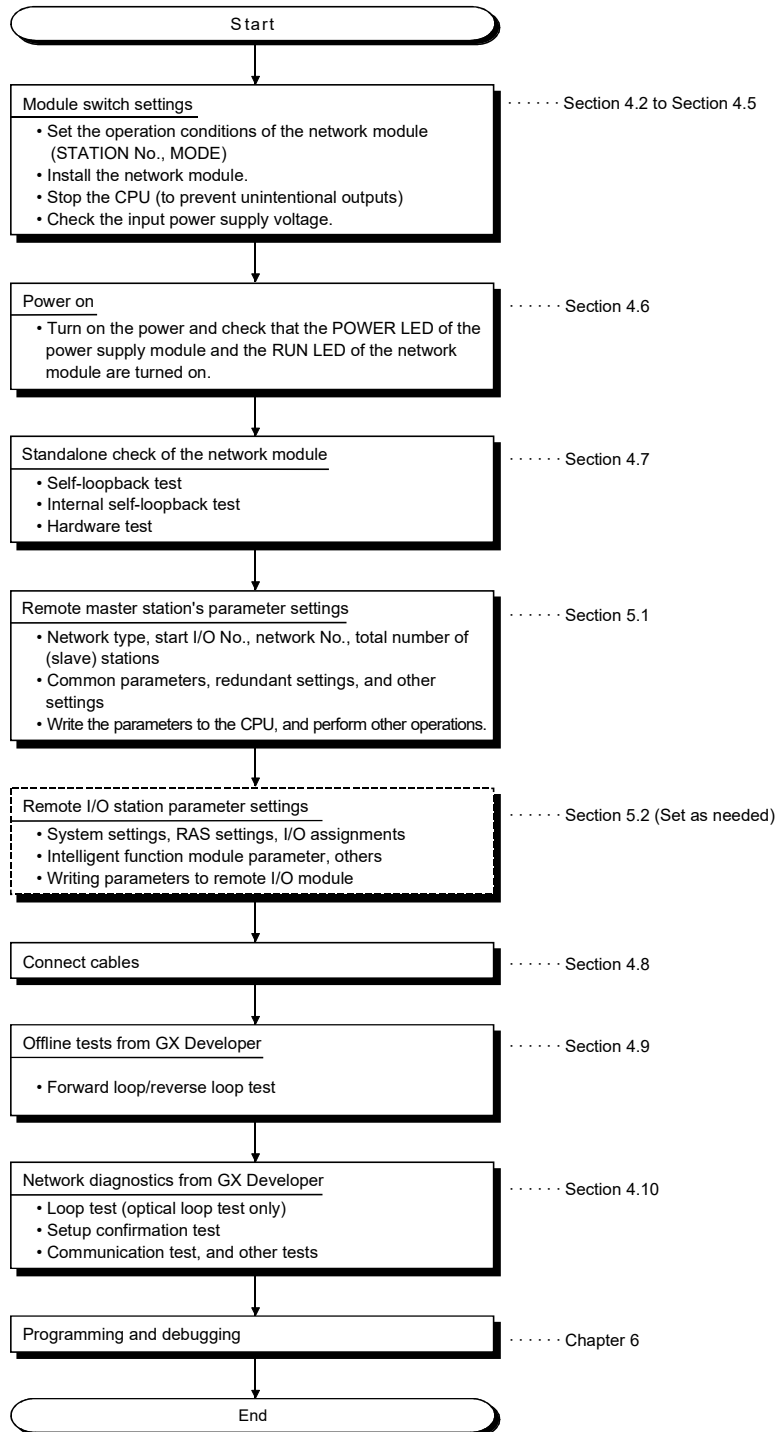 Start
Module switch settings
· · · · · · Section 4.2 to Section 4.5
• Set the operation conditions of the network module
(STATION No., MODE)
• Install the network module.
• Stop the CPU (to prevent unintentional outputs)
• Check the input power supply voltage.
Power on
· · · · · · Section 4.6
• Turn on the power and check that the POWER LED of the
power supply module and the RUN LED of the network
module are turned on.
Standalone check of the network module
· · · · · · Section 4.7
• Self-loopback test
• Internal self-loopback test
• Hardware test
Remote master station's parameter settings
· · · · · · Section 5.1
• Network type, start I/O No., network No., total number of
(slave) stations
• Common parameters, redundant settings, and other
settings
• Write the parameters to the CPU, and perform other operations.
Remote I/O station parameter settings
· · · · · · Section 5.2 (Set as needed)
• System settings, RAS settings, I/O assignments
• Intelligent function module parameter, others
• Writing parameters to remote I/O module
Connect cables
· · · · · · Section 4.8
Offline tests from GX Developer
· · · · · · Section 4.9
• Forward loop/reverse loop test
Network diagnostics from GX Developer
· · · · · · Section 4.10
• Loop test (optical loop test only)
• Setup confirmation test
• Communication test, and other tests
Programming and debugging
· · · · · · Chapter 6
End